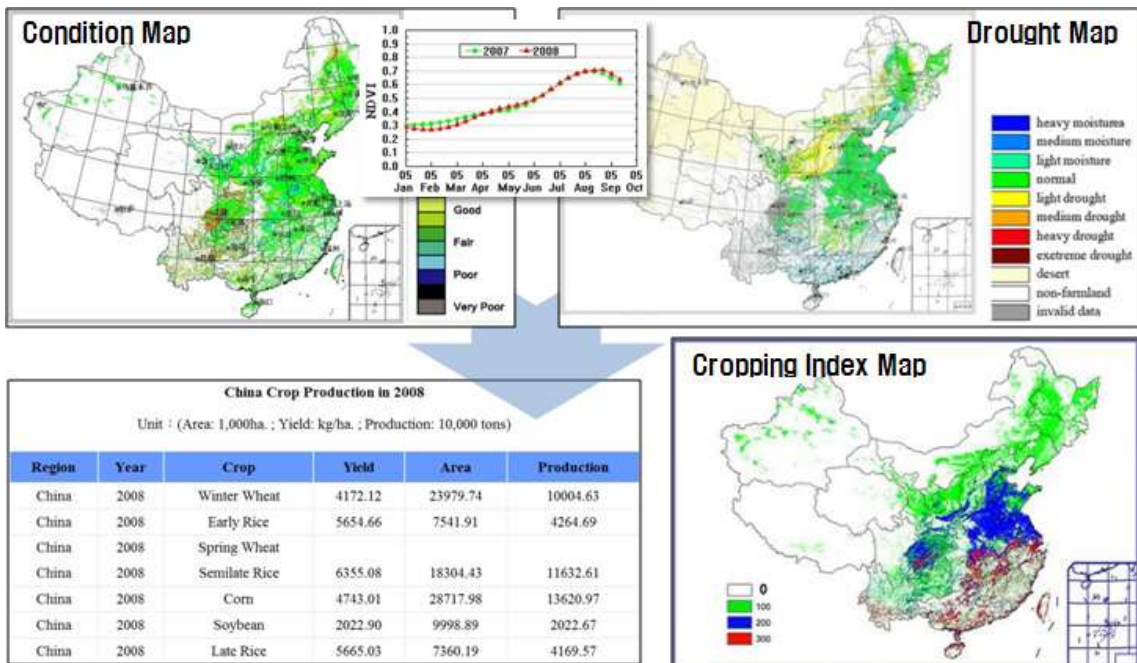 Condition Map
1.0
0.9
0.8
0.7
0.6
0.5
0.4
0.3
0.2
0.1
0.0
NDVI
2007 2008
05 05 05 05 05 05 05 05 05 05
Jan Feb Mar Apr May Jun Jul Aug Sep Oct
Good
Fair
Poor
Very Poor
Drought Map
heavy moistures
medium moisture
light moisture
normal
light drought
medium drought
heavy drought
exetreme drought
desert
non-farmland
invalid data
China Crop Production in 2008
Unit : (Area: 1,000ha. ; Yield: kg/ha. ; Production: 10,000 tons)
Region Year Crop Yield Area Production
China 2008 Winter Wheat 4172.12 23979.74 10004.63
China 2008 Early Rice 5654.66 7541.91 4264.69
China 2008 Spring Wheat
China 2008 Semilate Rice 6355.08 18304.43 11632.61
China 2008 Corn 4743.01 28717.98 13620.97
China 2008 Soybean 2022.90 9998.89 2022.67
China 2008 Late Rice 5665.03 7360.19 4169.57
Cropping Index Map
0
100
200
300